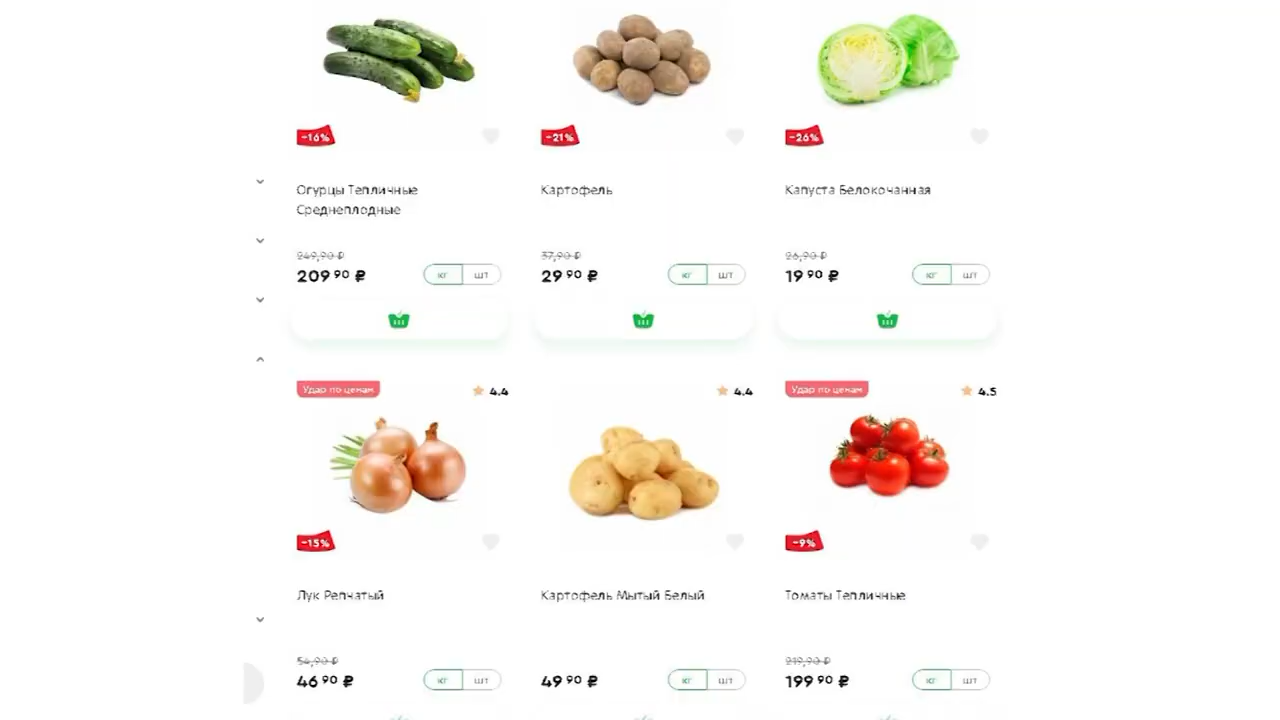 -16%
-21%
-26%
Огурцы Тепличные
Среднеплодные
Картофель
Капуста Белокочанная
249,90 ₽
209 90 ₽
кг шт
37,90 ₽
29 90 ₽
кг шт
26,90 ₽
19 90 ₽
кг шт
Удар по ценам
4.4
4.4
Удар по ценам
4.5
-15%
-9%
Лук Репчатый
Картофель Мытый Белый
Томаты Тепличные
54,90 ₽
46 90 ₽
кг шт
49 90 ₽
кг шт
219,90 ₽
199 90 ₽
кг шт